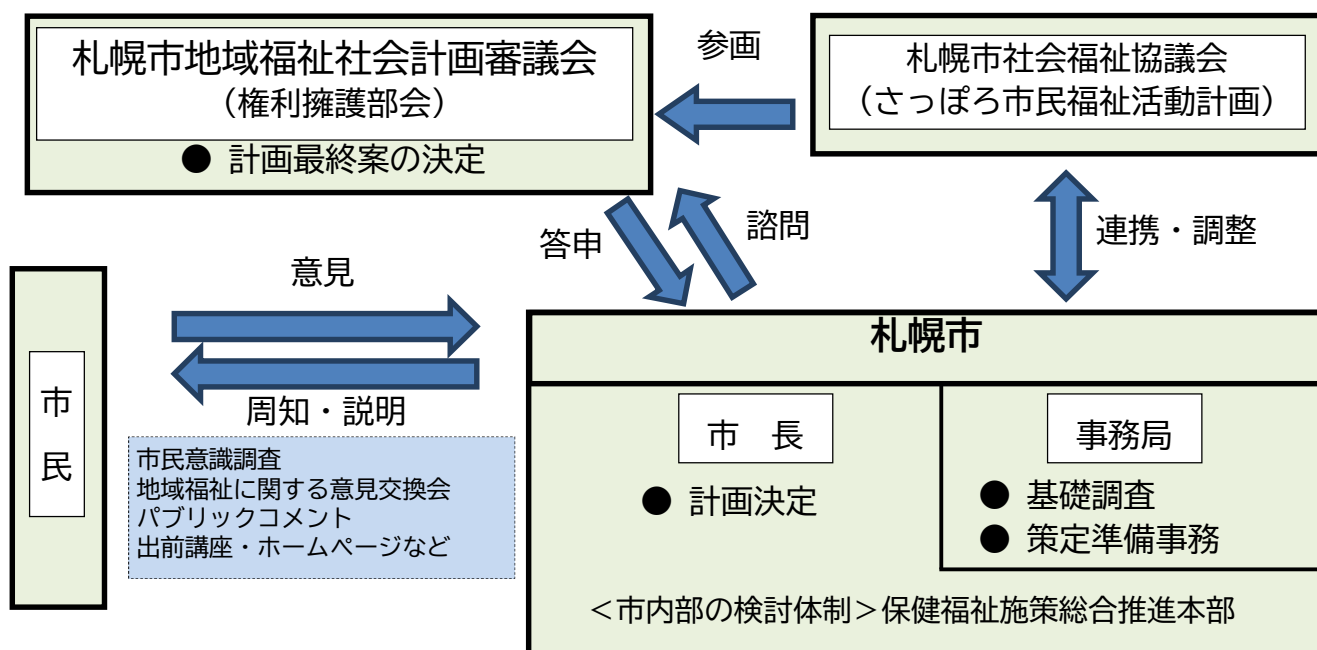 札幌市地域福祉社会計画審議会
（権利擁護部会）
● 計画最終案の決定
参画
札幌市社会福祉協議会
（さっぽろ市民福祉活動計画）
答申
諮問
連携・調整
意見
周知・説明
市民
市民意識調査
地域福祉に関する意見交換会
パブリックコメント
出前講座・ホームページなど
札幌市
市　長
● 計画決定
事務局
● 基礎調査
● 策定準備事務
＜市内部の検討体制＞保健福祉施策総合推進本部